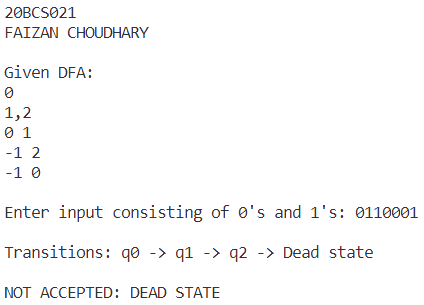 20BCS021
FAIZAN CHOUDHARY
Given DFA:
0
1,2
0 1
-1 2
-1 0
Enter input consisting of 0's and 1's: 0110001
Transitions: q0 -> q1 -> q2 -> Dead state
NOT ACCEPTED: DEAD STATE